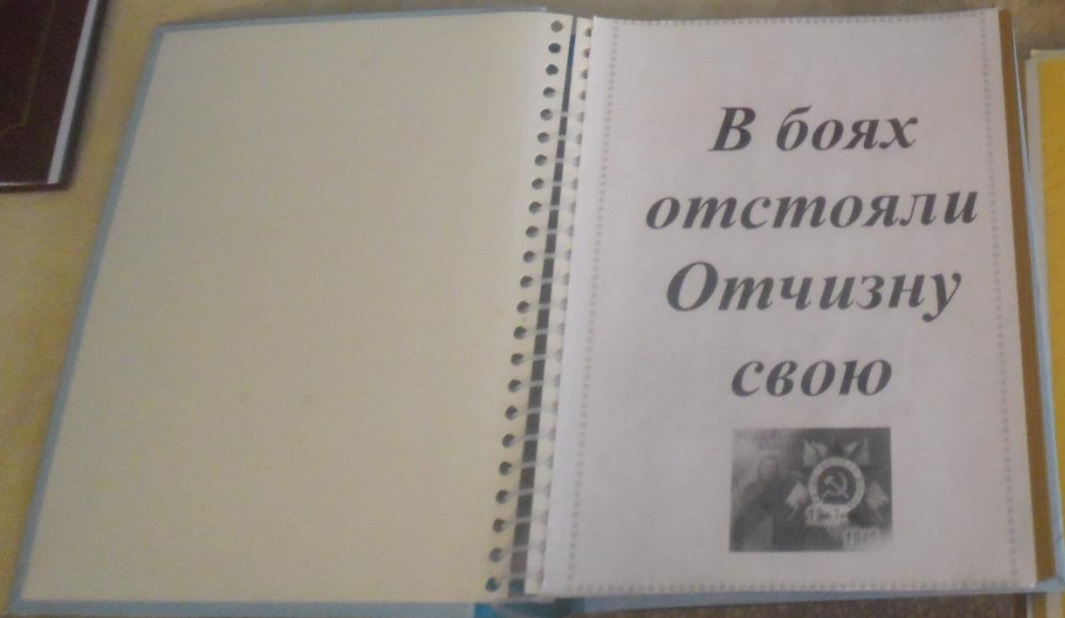 В боях
отстояли
Отчизну
свою